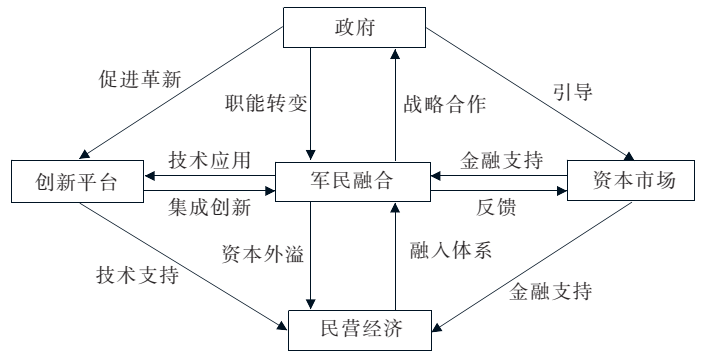 政府
促进革新
职能转变
战略合作
引导
技术应用
金融支持
创新平台
军民融合
资本市场
集成创新
反馈
技术支持
资本外溢
融入体系
金融支持
民营经济